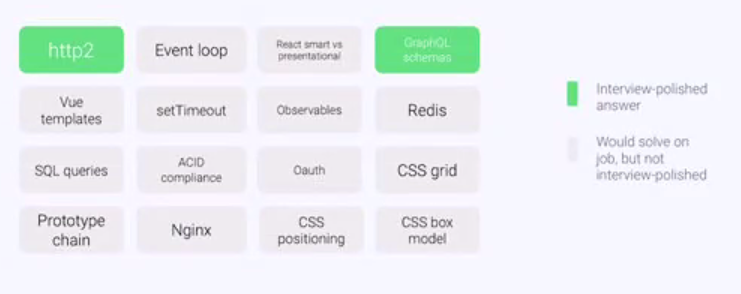 http2
Event loop
React smart vs
presentational
GraphQL
schemas
Vue
templates
setTimeout
Observables
Redis
SQL queries
ACID
compliance
Oauth
CSS grid
Prototype
chain
Nginx
CSS
positioning
CSS box
model
Interview-polished
answer
Would solve on
job, but not
interview-polished